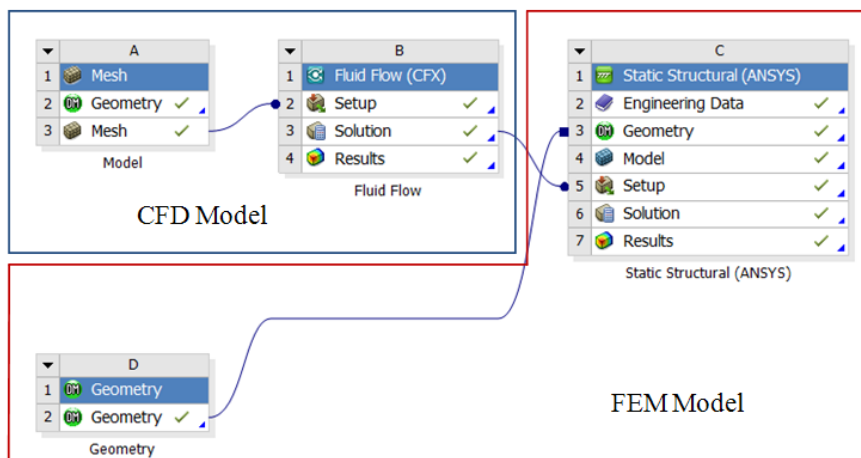 A
1 Mesh
2 Geometry
3 Mesh
Model
B
1 Fluid Flow (CFX)
2 Setup
3 Solution
4 Results
Fluid Flow
CFD Model
C
1 Static Structural (ANSYS)
2 Engineering Data
3 Geometry
4 Model
5 Setup
6 Solution
7 Results
Static Structural (ANSYS)
D
1 DM Geometry
2 DM Geometry
Geometry
FEM Model